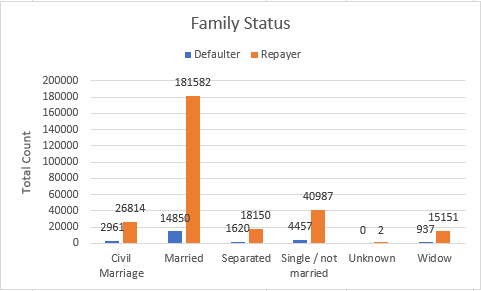 Family Status
Defaulter Repayer
Total Count
200000
180000
160000
140000
120000
100000
80000
60000
40000
20000
0
2961 26814
14850 181582
1620 18150
4457 40987
0 2
937 15151
Civil
Marriage
Married
Separated
Single / not
married
Unknown
Widow